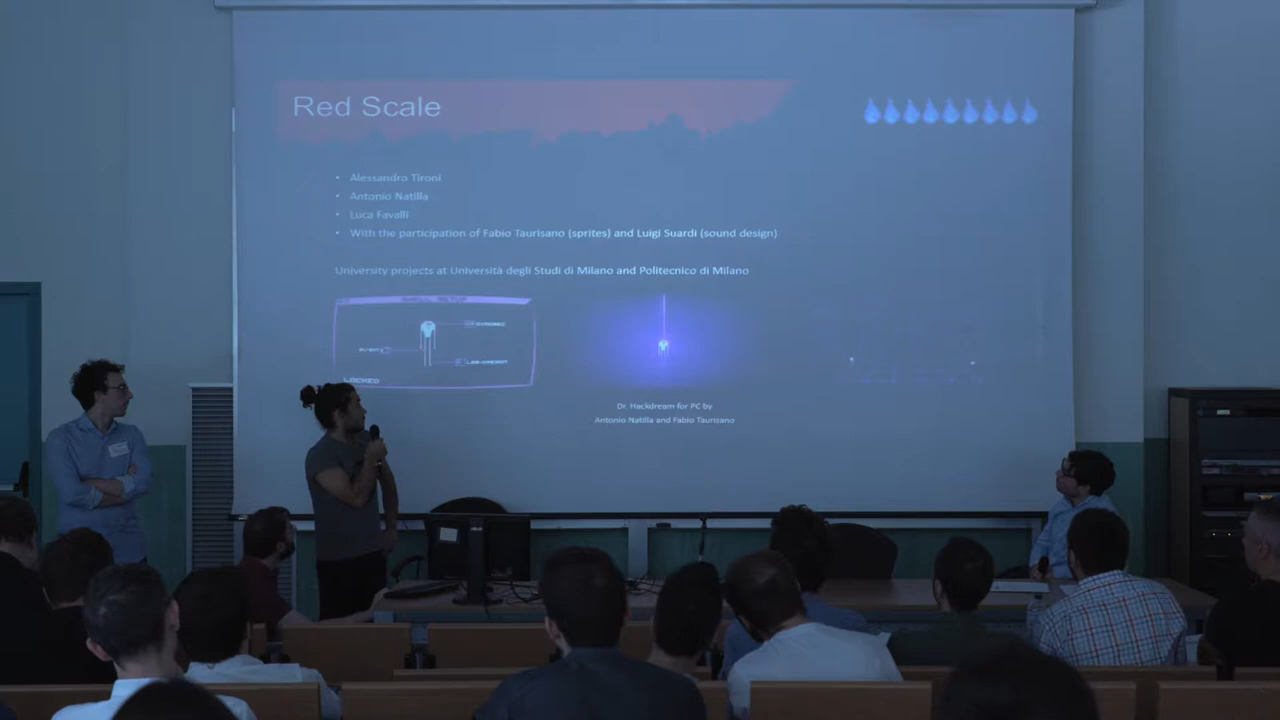 Red Scale
• Alessandro Tironi
• Antonio Natilla
• Luca Favalli
• With the participation of Fabio Taurisano (sprites) and Luigi Suardi (sound design)
University projects at Università degli Studi di Milano and Politecnico di Milano
LOCKED
Dr. Hackdream for PC by
Antonio Natilla and Fabio Taurisano